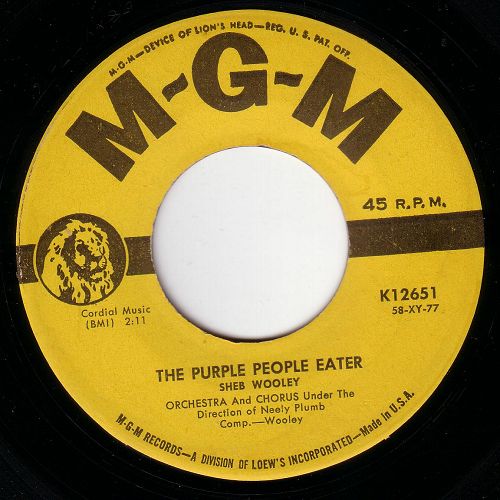 M-G-M—DEVICE OF LION'S HEAD—REG. U. S. PAT. OFF.
M-G-M
45 R.P.M.
Cordial Music
(BMI) 2:11
K12651
58-XY-77
THE PURPLE PEOPLE EATER
SHEB WOOLEY
ORCHESTRA And CHORUS Under The
Direction of Neely Plumb
Comp.—Wooley
M-G-M RECORDS—A DIVISION OF LOEW'S INCORPORATED—Made in U.S.A.